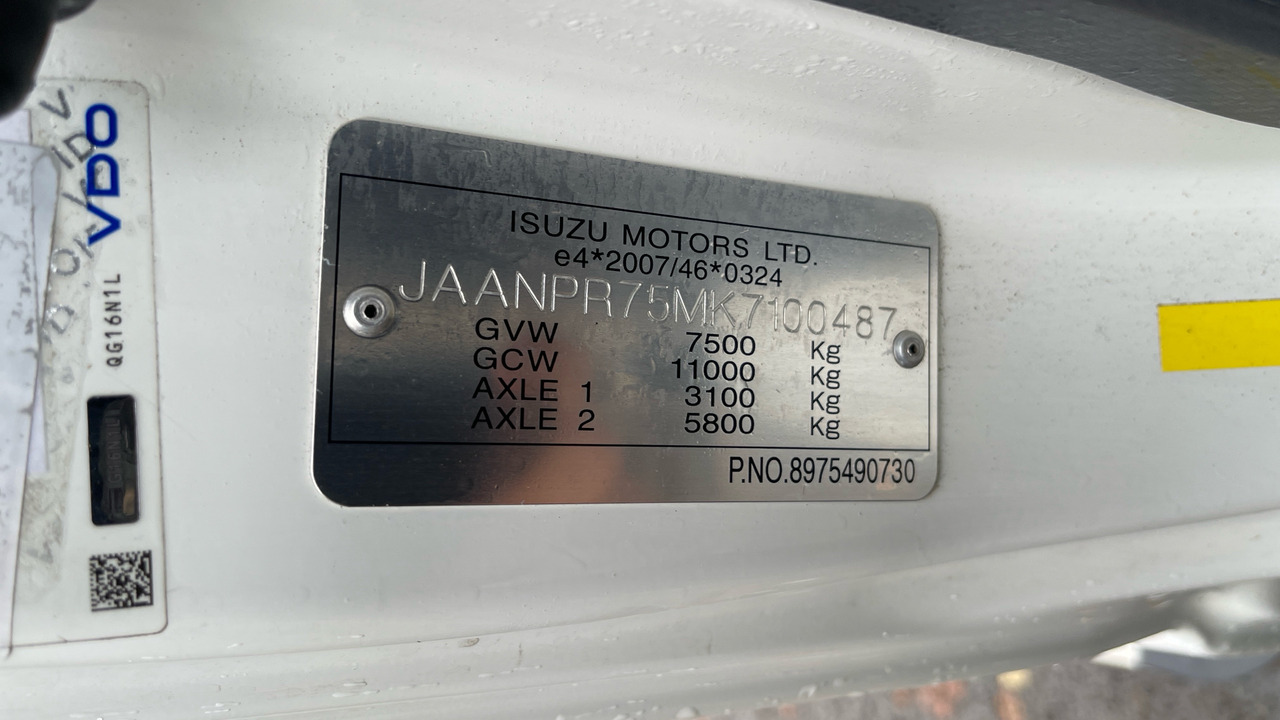 ISUZU MOTORS LTD.
e4*2007/46*0324
JAANPR75MK7100487
GVW 7500 Kg
GCW 11000 Kg
AXLE 1 3100 Kg
AXLE 2 5800 Kg
P.NO.8975490730
VDO
QG16N1L
VOID